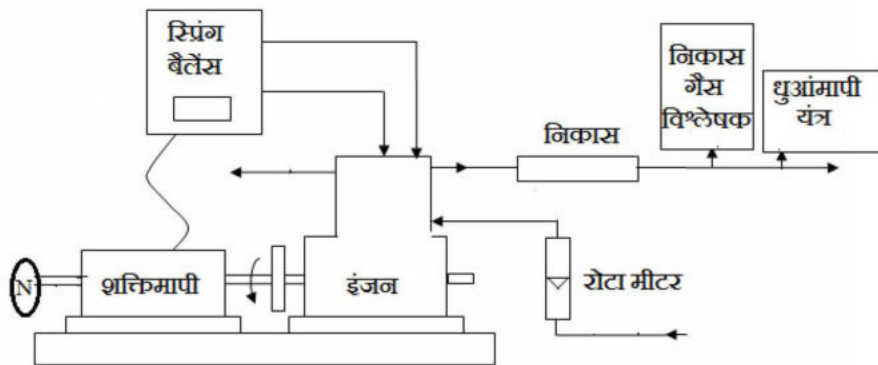 स्प्रिंग
बैलेंस
निकास
गैस
विश्लेषक
धुआंमापी
यंत्र
निकास
N
शक्तिमापी
इंजन
रोटा मीटर